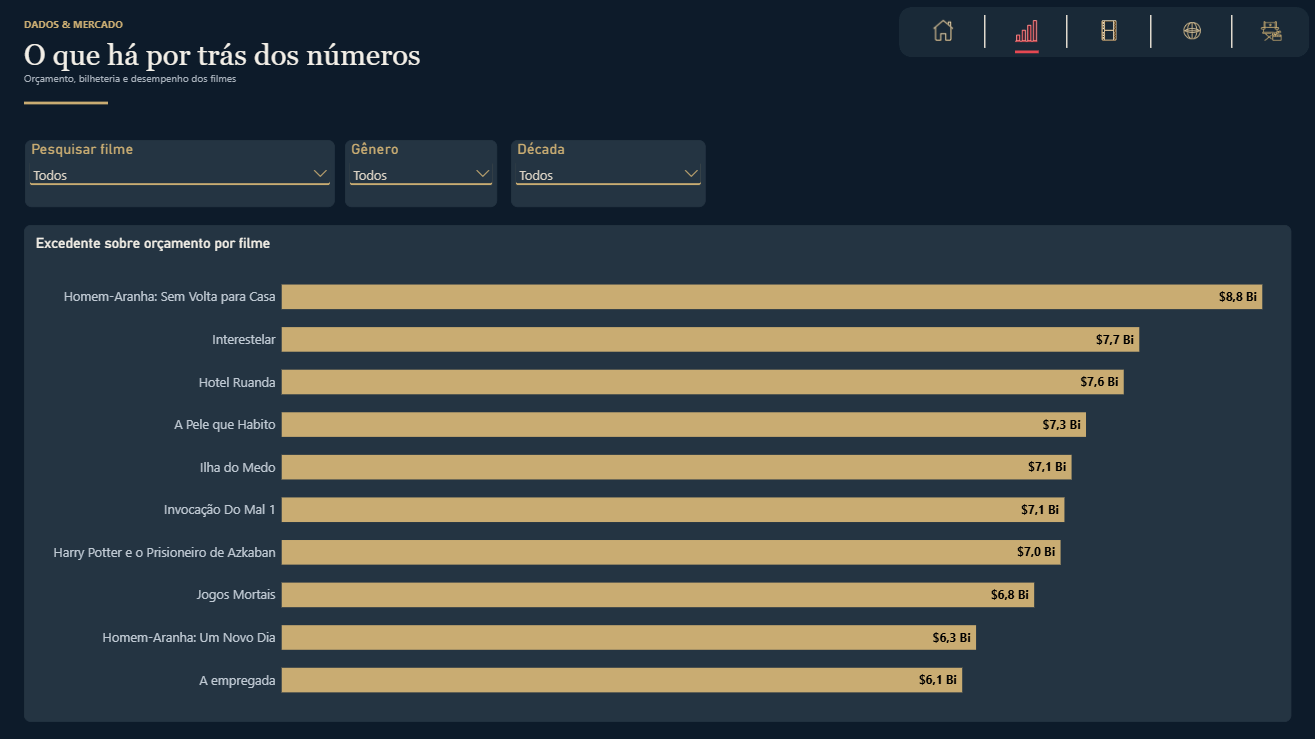 DADOS & MERCADO
O que há por trás dos números
Orçamento, bilheteria e desempenho dos filmes
Pesquisar filme
Todos
Gênero
Todos
Década
Todos
Excedente sobre orçamento por filme
Homem-Aranha: Sem Volta para Casa $8,8 Bi
Interestelar $7,7 Bi
Hotel Ruanda $7,6 Bi
A Pele que Habito $7,3 Bi
Ilha do Medo $7,1 Bi
Invocação Do Mal 1 $7,1 Bi
Harry Potter e o Prisioneiro de Azkaban $7,0 Bi
Jogos Mortais $6,8 Bi
Homem-Aranha: Um Novo Dia $6,3 Bi
A empregada $6,1 Bi